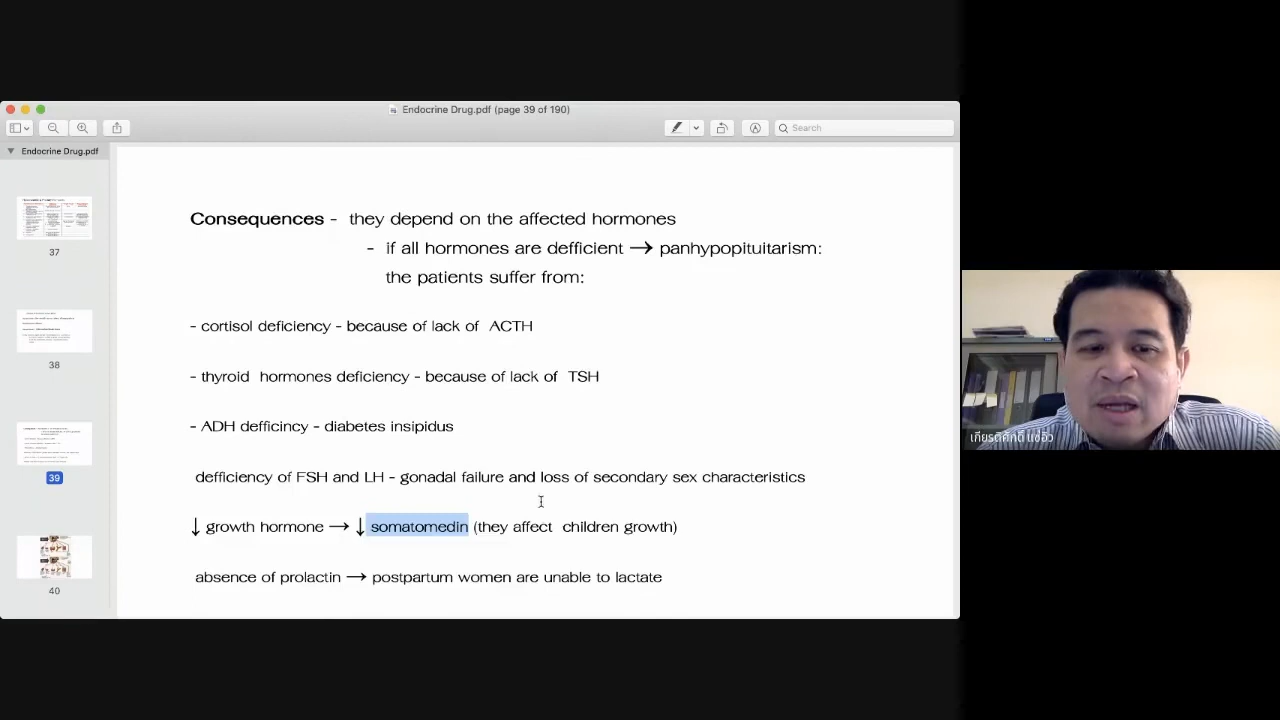 Endocrine Drug.pdf (page 39 of 190)
Search
Endocrine Drug.pdf
37
38
39
40
Consequences - they depend on the affected hormones
- if all hormones are defficient → panhypopituitarism:
the patients suffer from:
- cortisol deficiency - because of lack of ACTH
- thyroid hormones deficiency - because of lack of TSH
- ADH defficincy - diabetes insipidus
defficiency of FSH and LH - gonadal failure and loss of secondary sex characteristics
↓ growth hormone → ↓ somatomedin (they affect children growth)
absence of prolactin → postpartum women are unable to lactate
เกียรติศักดิ์ แซ่อิ๋ว